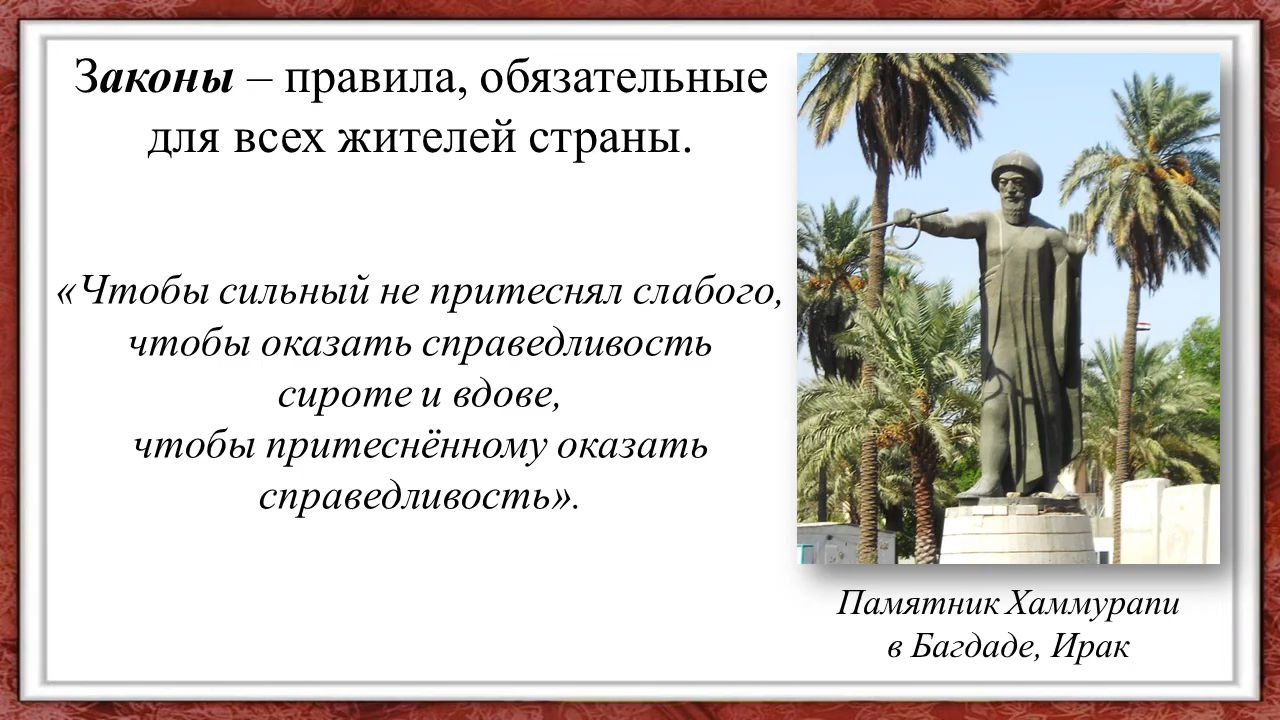 Законы – правила, обязательные
для всех жителей страны.
«Чтобы сильный не притеснял слабого,
чтобы оказать справедливость
сироте и вдове,
чтобы притеснённому оказать
справедливость».
Памятник Хаммурапи
в Багдаде, Ирак